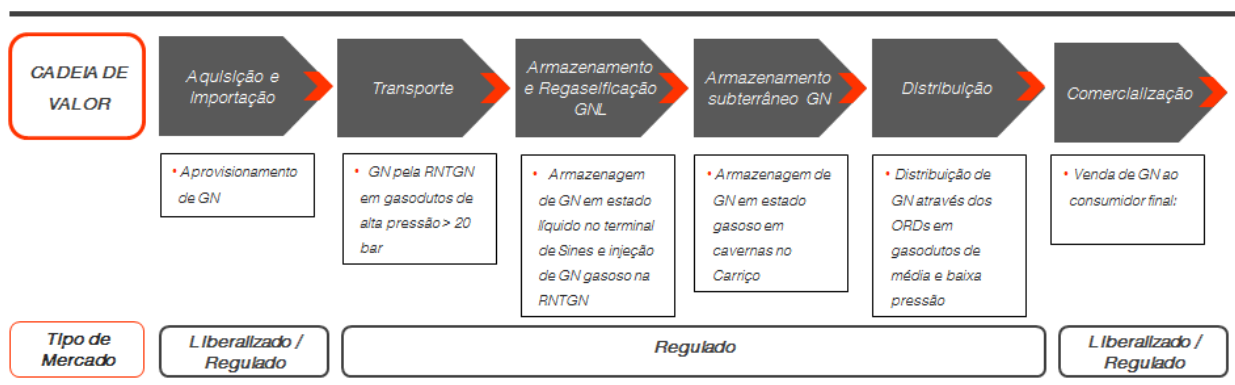 CADEIA DE
VALOR
Aquisição e
Importação
Transporte
Armazenamento
e Regaseificação
GNL
Armazenamento
subterrâneo GN
Distribuição
Comercialização
• Aprovisionamento
de GN
• GN pela RNTGN
em gasodutos de
alta pressão > 20
bar
• Armazenagem
de GN em estado
líquido no terminal
de Sines e injeção
de GN gasoso na
RNTGN
• Armazenagem de
GN em estado
gasoso em
cavernas no
Carriço
• Distribuição de
GN através dos
ORDs em
gasodutos de
média e baixa
pressão
• Venda de GN ao
consumidor final:
Tipo de
Mercado
Liberalizado /
Regulado
Regulado
Liberalizado /
Regulado